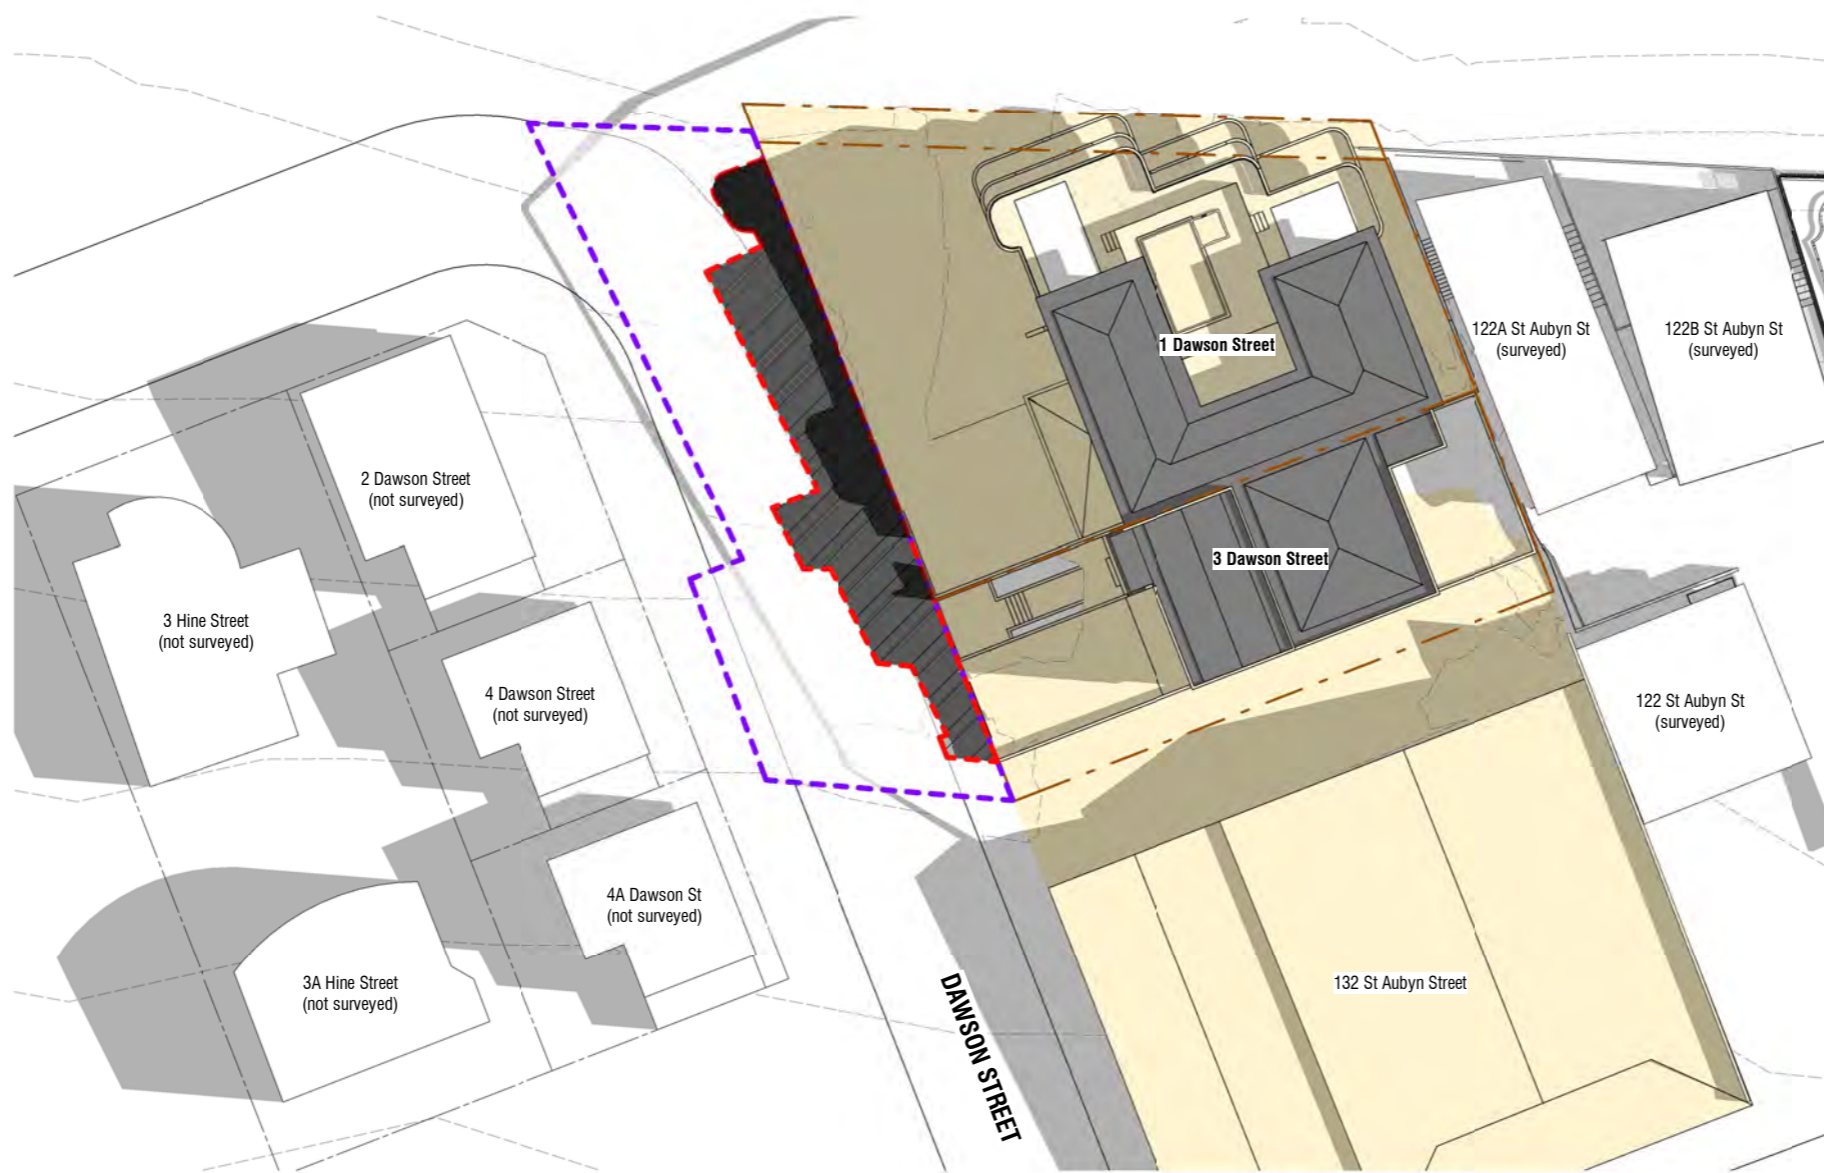 1 Dawson Street
122A St Aubyn St
(surveyed)
122B St Aubyn St
(surveyed)
2 Dawson Street
(not surveyed)
3 Dawson Street
3 Hine Street
(not surveyed)
4 Dawson Street
(not surveyed)
122 St Aubyn St
(surveyed)
4A Dawson St
(not surveyed)
3A Hine Street
(not surveyed)
132 St Aubyn Street
DAWSON STREET